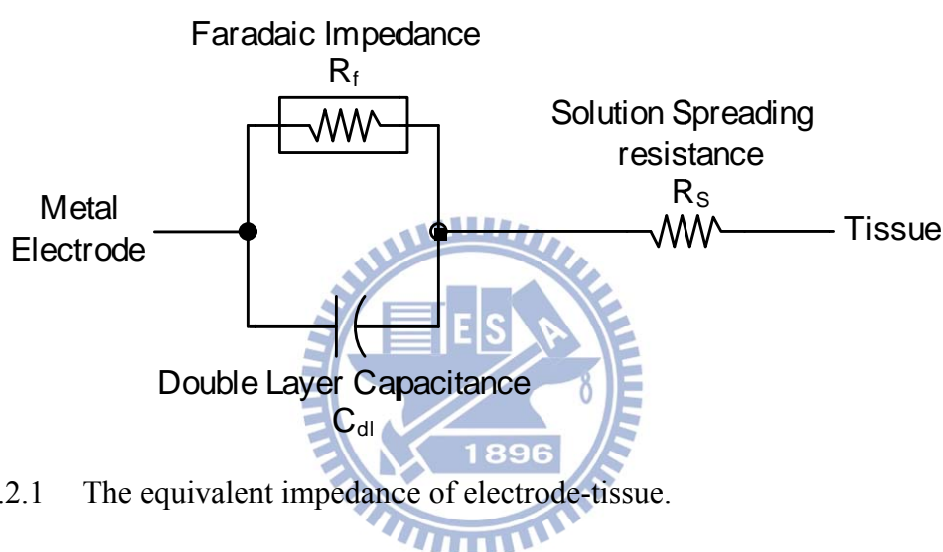 Faradaic Impedance
Rf
Solution Spreading
resistance
RS
Metal
Electrode
Tissue
ES A
Double Layer Capacitance
Cdl
1896
.2.1 The equivalent impedance of electrode-tissue.